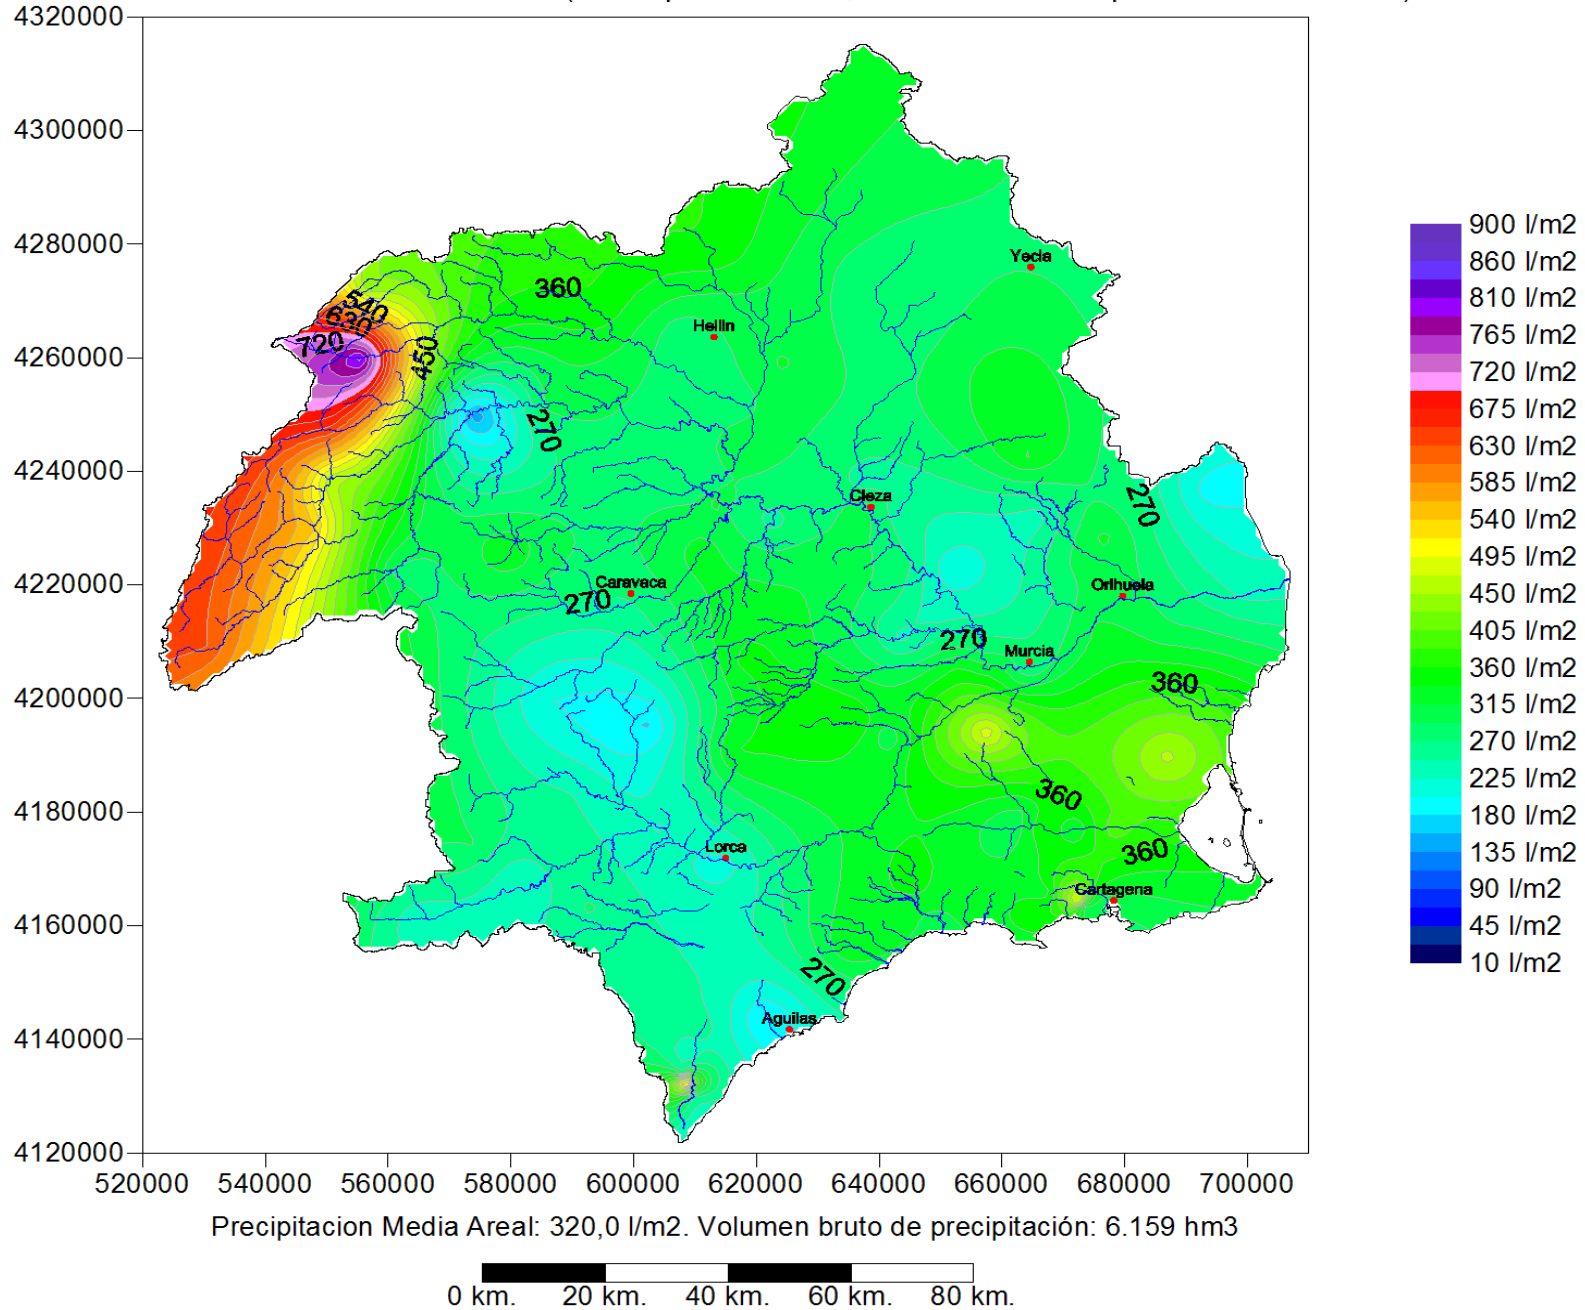 4320000
4300000
4280000
4260000
4240000
4220000
4200000
4180000
4160000
4140000
4120000
520000 540000 560000 580000 600000 620000 640000 660000 680000 700000
Yecla
360
540
630
720
450
Hellin
270
Cieza
270
Caravaca
270
Orihuela
270
Murcia
360
360
Lorca
360
Cartagena
270
Aguilas
900 l/m2
860 l/m2
810 l/m2
765 l/m2
720 l/m2
675 l/m2
630 l/m2
585 l/m2
540 l/m2
495 l/m2
450 l/m2
405 l/m2
360 l/m2
315 l/m2
270 l/m2
225 l/m2
180 l/m2
135 l/m2
90 l/m2
45 l/m2
10 l/m2
Precipitacion Media Areal: 320,0 l/m2. Volumen bruto de precipitación: 6.159 hm3
0 km. 20 km. 40 km. 60 km. 80 km.